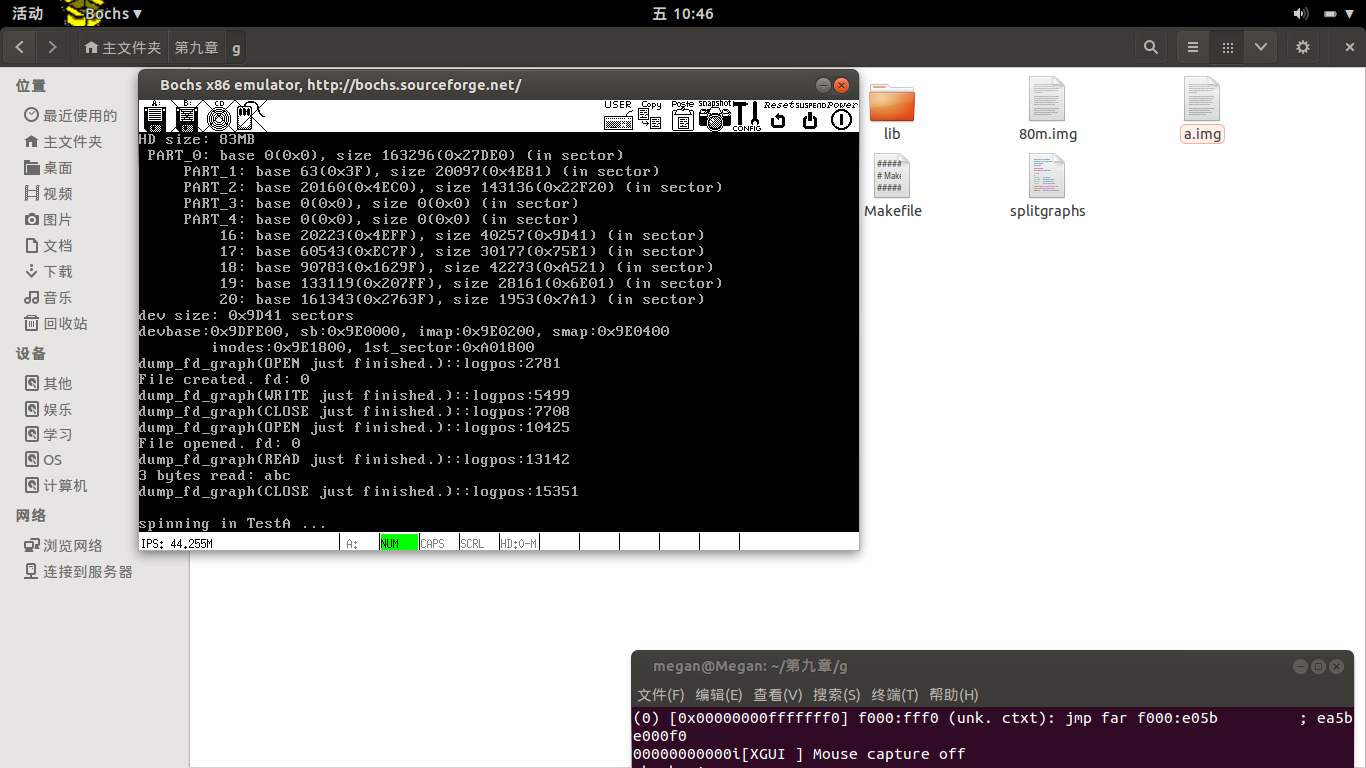 活动 Bochs ▾ 五 10:46
主文件夹 第九章 g
位置
最近使用的
主文件夹
桌面
视频
图片
文档
下载
音乐
回收站
设备
其他
娱乐
学习
OS
计算机
网络
浏览网络
连接到服务器
Bochs x86 emulator, http://bochs.sourceforge.net/
A: B: CD USER Copy Paste snapshot CONFIG Reset SUSPEND Power
HD size: 83MB
PART_0: base 0(0x0), size 163296(0x27DE0) (in sector)
PART_1: base 63(0x3F), size 20097(0x4E81) (in sector)
PART_2: base 20160(0x4EC0), size 143136(0x22F20) (in sector)
PART_3: base 0(0x0), size 0(0x0) (in sector)
PART_4: base 0(0x0), size 0(0x0) (in sector)
16: base 20223(0x4EFF), size 40257(0x9D41) (in sector)
17: base 60543(0xEC7F), size 30177(0x75E1) (in sector)
18: base 90783(0x1629F), size 42273(0xA521) (in sector)
19: base 133119(0x207FF), size 28161(0x6E01) (in sector)
20: base 161343(0x2763F), size 1953(0x7A1) (in sector)
dev size: 0x9D41 sectors
devbase:0x9DFE00, sb:0x9E0000, imap:0x9E0200, smap:0x9E0400
inodes:0x9E1800, 1st_sector:0xA01800
dump_fd_graph(OPEN just finished.)::logpos:2781
File created. fd: 0
dump_fd_graph(WRITE just finished.)::logpos:5499
dump_fd_graph(CLOSE just finished.)::logpos:7708
dump_fd_graph(OPEN just finished.)::logpos:10425
File opened. fd: 0
dump_fd_graph(READ just finished.)::logpos:13142
3 bytes read: abc
dump_fd_graph(CLOSE just finished.)::logpos:15351
spinning in TestA ...
IPS: 44.255M A: NUM CAPS SCRL HD:0-M
lib 80m.img a.img
#####
# Make
#####
Makefile splitgraphs
megan@Megan: ~/第九章/g
文件(F) 编辑(E) 查看(V) 搜索(S) 终端(T) 帮助(H)
(0) [0x00000000fffffff0] f000:fff0 (unk. ctxt): jmp far f000:e05b ; ea5b
e000f0
00000000000i[XGUI ] Mouse capture off